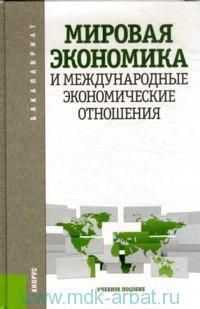 БАКАЛАВРИАТ
МИРОВАЯ
ЭКОНОМИКА
И МЕЖДУНАРОДНЫЕ
ЭКОНОМИЧЕСКИЕ
ОТНОШЕНИЯ
КНОРУС
УЧЕБНОЕ ПОСОБИЕ
www.mdk-arbat.ru